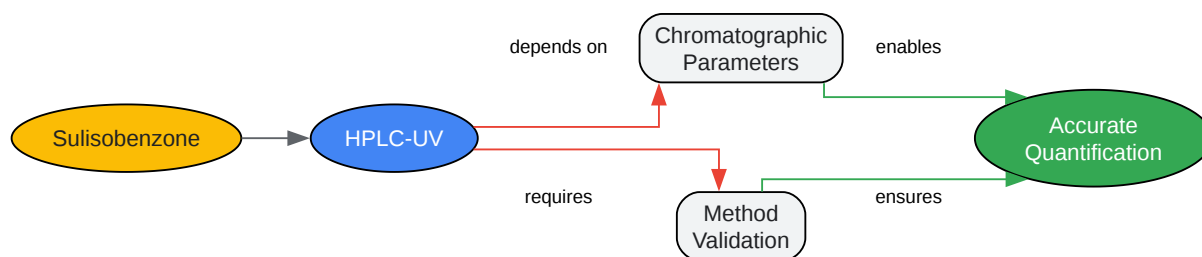 Sulisobenzone
HPLC-UV
depends on
Chromatographic
Parameters
enables
requires
Method
Validation
ensures
Accurate
Quantification